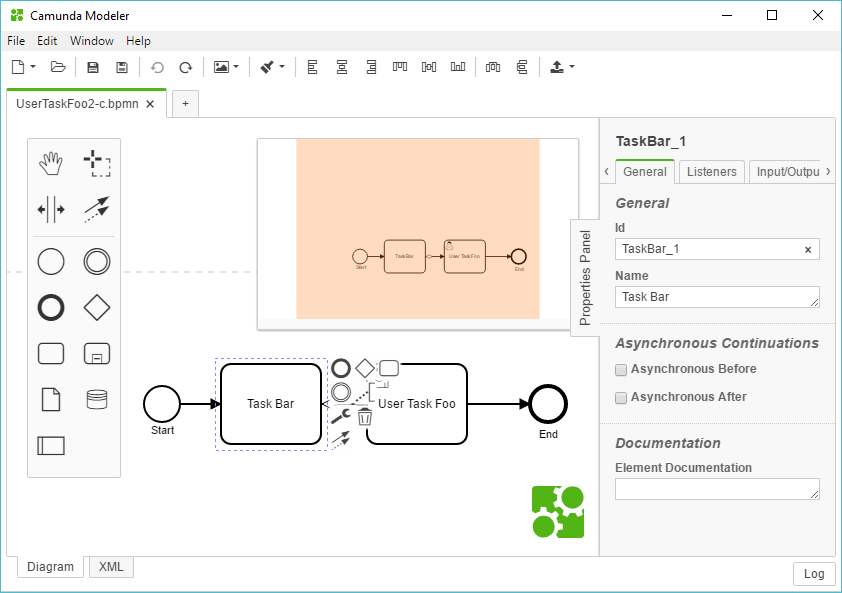 Camunda Modeler
File Edit Window Help
UserTaskFoo2-c.bpmn × +
Start
Task Bar
User Task Foo
End
Task Bar
User Task Foo
Start
End
Properties Panel
TaskBar_1
General Listeners Input/Outpu
General
Id
TaskBar_1 ×
Name
Task Bar
Asynchronous Continuations
Asynchronous Before
Asynchronous After
Documentation
Element Documentation
Diagram XML
Log